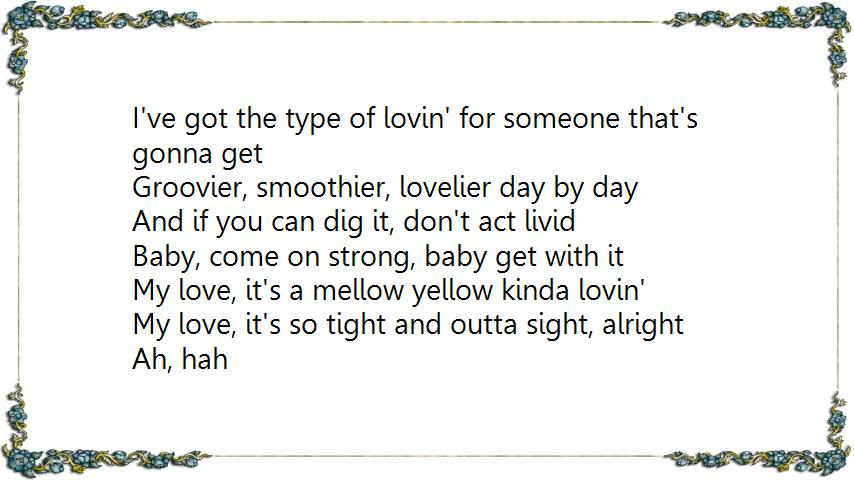 I've got the type of lovin' for someone that's
gonna get
Groovier, smoothier, lovelier day by day
And if you can dig it, don't act livid
Baby, come on strong, baby get with it
My love, it's a mellow yellow kinda lovin'
My love, it's so tight and outta sight, alright
Ah, hah